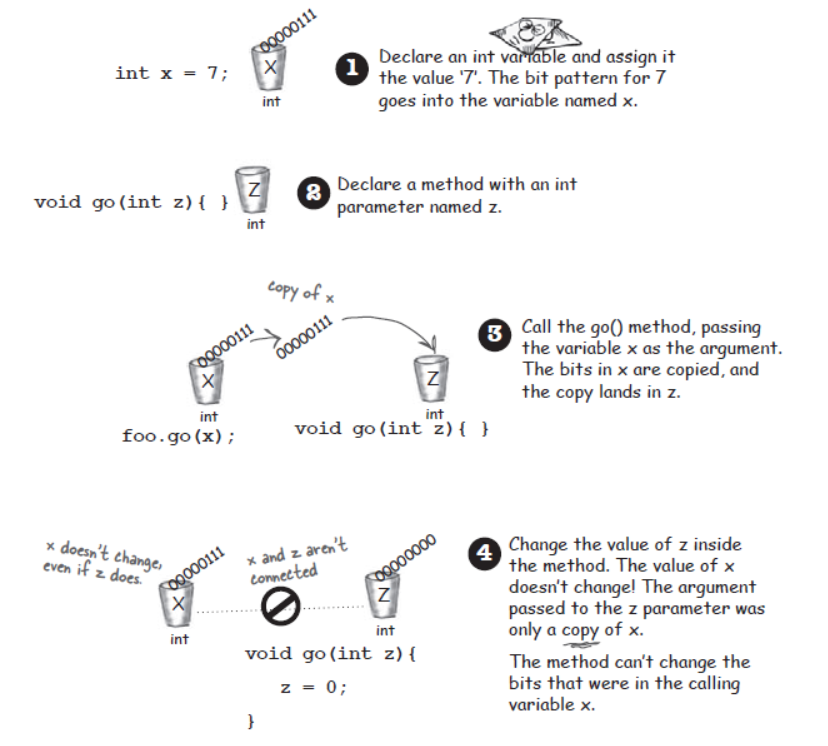 00000111
int x = 7;
X
int
1
Declare an int variable and assign it
the value '7'. The bit pattern for 7
goes into the variable named x.
void go(int z){ }
Z
int
2
Declare a method with an int
parameter named z.
copy of x
00000111
00000111
X
int
foo.go(x);
Z
int
void go(int z){ }
3
Call the go() method, passing
the variable x as the argument.
The bits in x are copied, and
the copy lands in z.
x doesn't change,
even if z does.
00000111
X
int
x and z aren't
connected
00000000
Z
int
void go(int z){
z = 0;
}
4
Change the value of z inside
the method. The value of x
doesn't change! The argument
passed to the z parameter was
only a copy of x.
The method can't change the
bits that were in the calling
variable x.